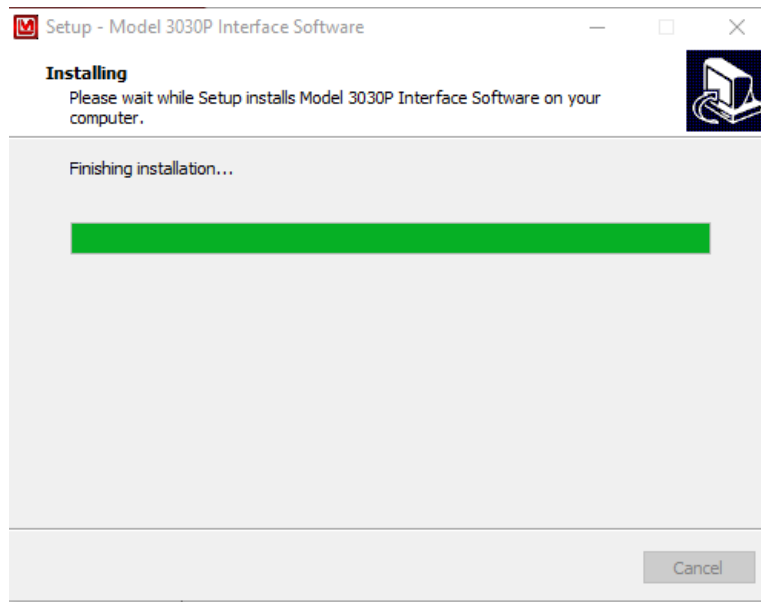 Setup - Model 3030P Interface Software
Installing
Please wait while Setup installs Model 3030P Interface Software on your
computer.
Finishing installation...
Cancel